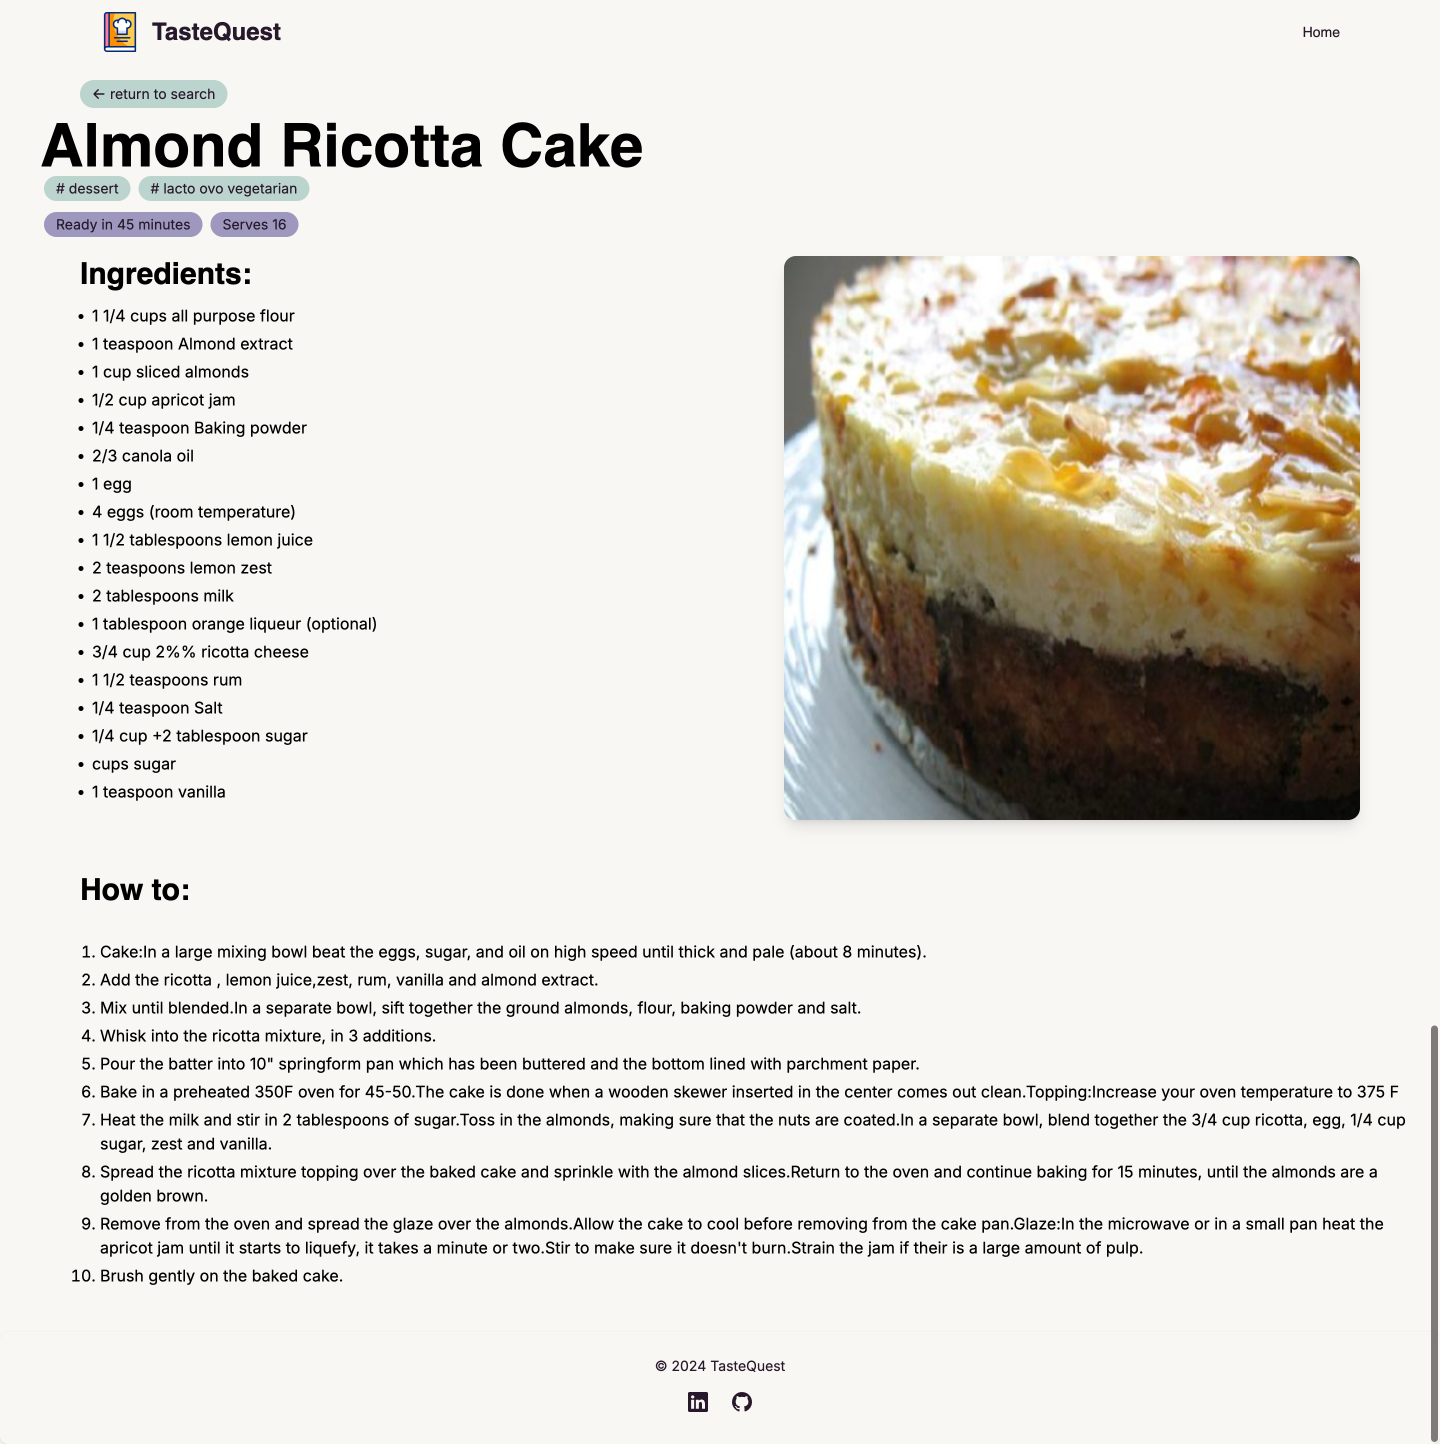 TasteQuest
Home
← return to search
Almond Ricotta Cake
# dessert
# lacto ovo vegetarian
Ready in 45 minutes
Serves 16
Ingredients:
• 1 1/4 cups all purpose flour
• 1 teaspoon Almond extract
• 1 cup sliced almonds
• 1/2 cup apricot jam
• 1/4 teaspoon Baking powder
• 2/3 canola oil
• 1 egg
• 4 eggs (room temperature)
• 1 1/2 tablespoons lemon juice
• 2 teaspoons lemon zest
• 2 tablespoons milk
• 1 tablespoon orange liqueur (optional)
• 3/4 cup 2%% ricotta cheese
• 1 1/2 teaspoons rum
• 1/4 teaspoon Salt
• 1/4 cup +2 tablespoon sugar
• cups sugar
• 1 teaspoon vanilla
How to:
1. Cake:In a large mixing bowl beat the eggs, sugar, and oil on high speed until thick and pale (about 8 minutes).
2. Add the ricotta , lemon juice,zest, rum, vanilla and almond extract.
3. Mix until blended.In a separate bowl, sift together the ground almonds, flour, baking powder and salt.
4. Whisk into the ricotta mixture, in 3 additions.
5. Pour the batter into 10" springform pan which has been buttered and the bottom lined with parchment paper.
6. Bake in a preheated 350F oven for 45-50.The cake is done when a wooden skewer inserted in the center comes out clean.Topping:Increase your oven temperature to 375 F
7. Heat the milk and stir in 2 tablespoons of sugar.Toss in the almonds, making sure that the nuts are coated.In a separate bowl, blend together the 3/4 cup ricotta, egg, 1/4 cup
sugar, zest and vanilla.
8. Spread the ricotta mixture topping over the baked cake and sprinkle with the almond slices.Return to the oven and continue baking for 15 minutes, until the almonds are a
golden brown.
9. Remove from the oven and spread the glaze over the almonds.Allow the cake to cool before removing from the cake pan.Glaze:In the microwave or in a small pan heat the
apricot jam until it starts to liquefy, it takes a minute or two.Stir to make sure it doesn't burn.Strain the jam if their is a large amount of pulp.
10. Brush gently on the baked cake.
© 2024 TasteQuest
in